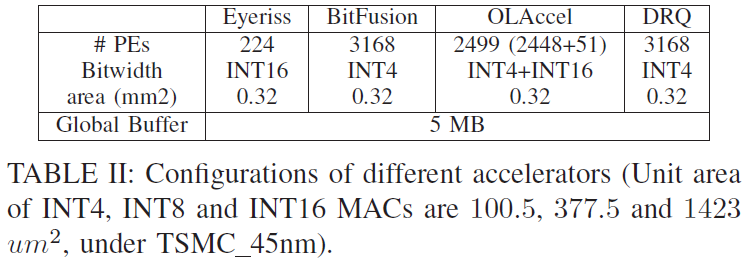 Eyeriss BitFusion OLAccel DRQ
# PEs 224 3168 2499 (2448+51) 3168
Bitwidth INT16 INT4 INT4+INT16 INT4
area (mm2) 0.32 0.32 0.32 0.32
Global Buffer 5 MB
TABLE II: Configurations of different accelerators (Unit area
of INT4, INT8 and INT16 MACs are 100.5, 377.5 and 1423
um², under TSMC_45nm).